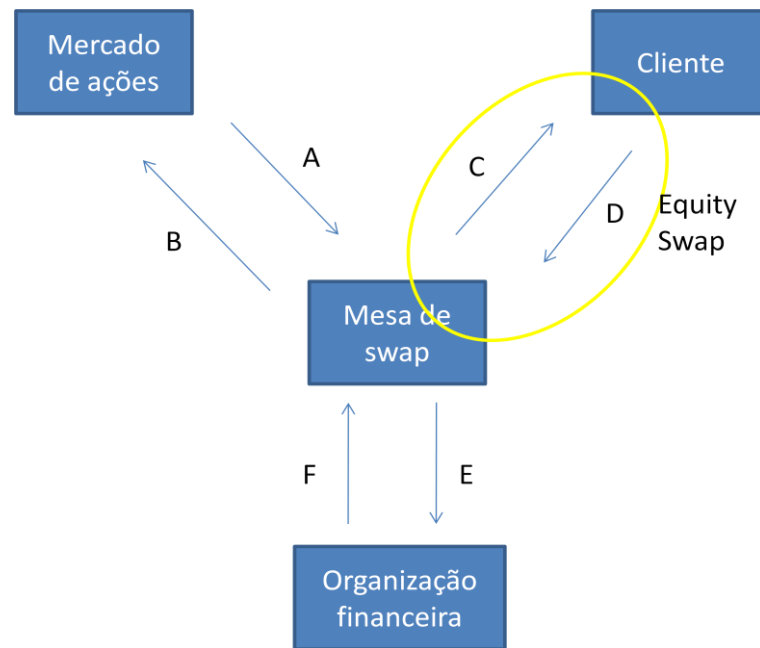 Mercado
de ações
Cliente
A
C
B
D
Equity
Swap
Mesa de
swap
F
E
Organização
financeira